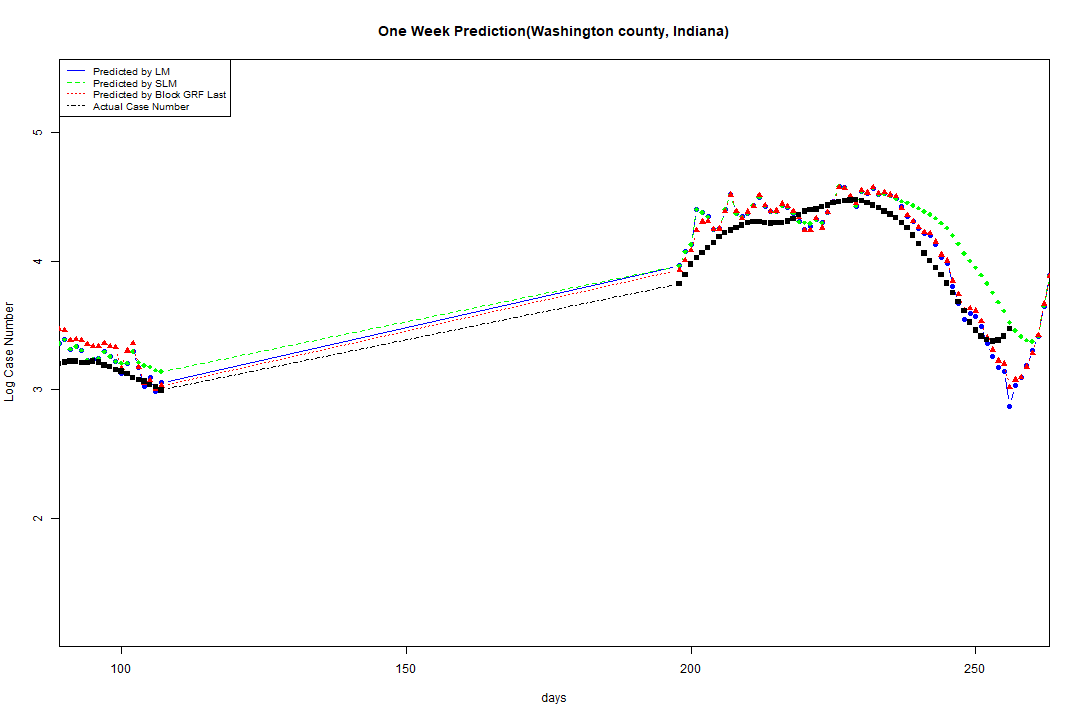 One Week Prediction(Washington county, Indiana)
Predicted by LM
Predicted by SLM
Predicted by Block GRF Last
Actual Case Number
5
4
3
2
Log Case Number
100 150 200 250
days